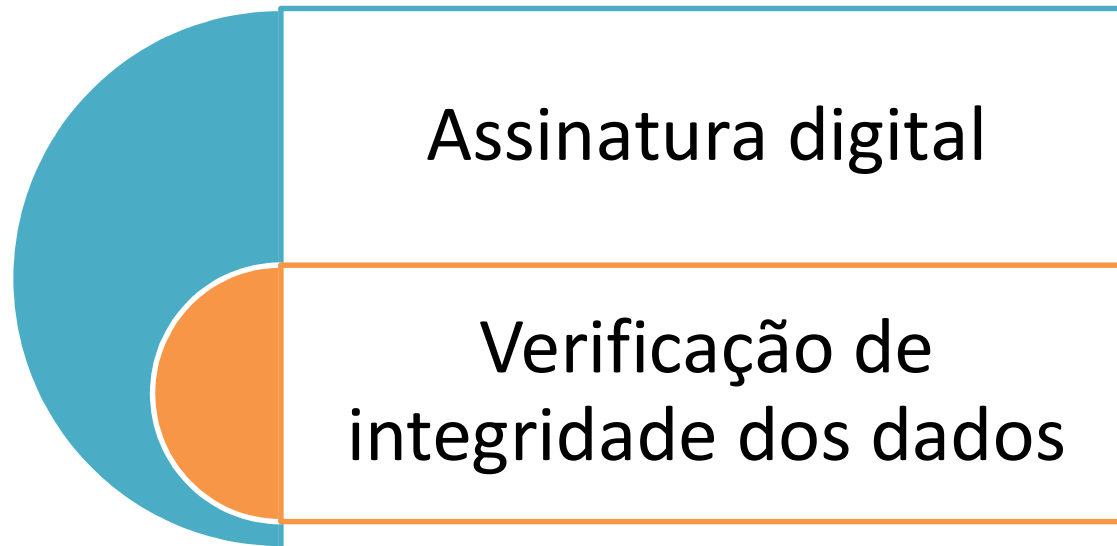 Assinatura digital
Verificação de
integridade dos dados